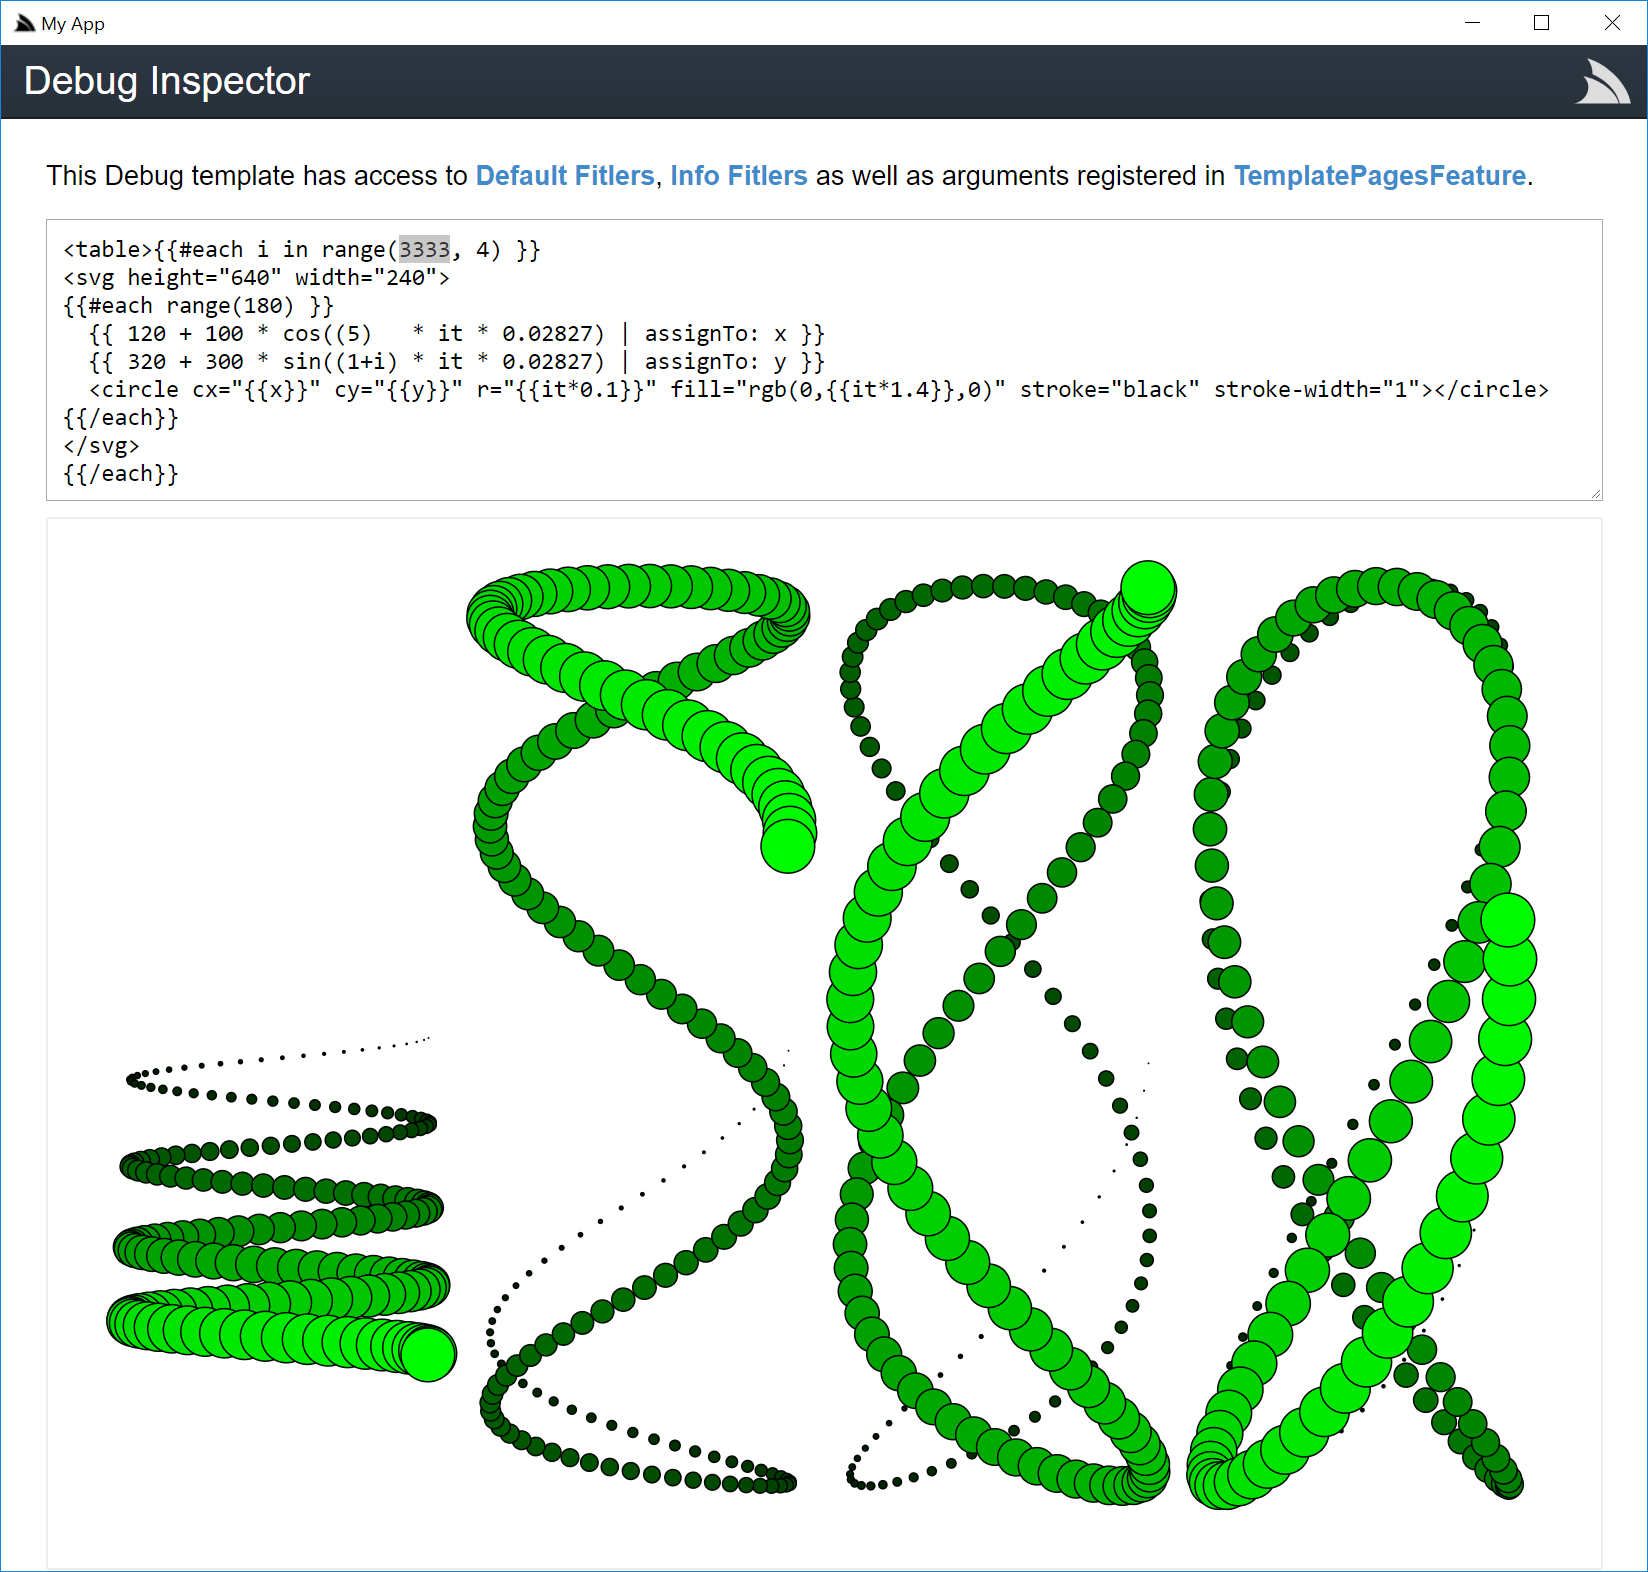 My App
Debug Inspector
This Debug template has access to Default Fitlers, Info Fitlers as well as arguments registered in TemplatePagesFeature.
<table>{{#each i in range(3333, 4) }}
<svg height="640" width="240">
{{#each range(180) }}
  {{ 120 + 100 * cos((5)   * it * 0.02827) | assignTo: x }}
  {{ 320 + 300 * sin((1+i) * it * 0.02827) | assignTo: y }}
  <circle cx="{{x}}" cy="{{y}}" r="{{it*0.1}}" fill="rgb(0,{{it*1.4}},0)" stroke="black" stroke-width="1"></circle>
{{/each}}
</svg>
{{/each}}